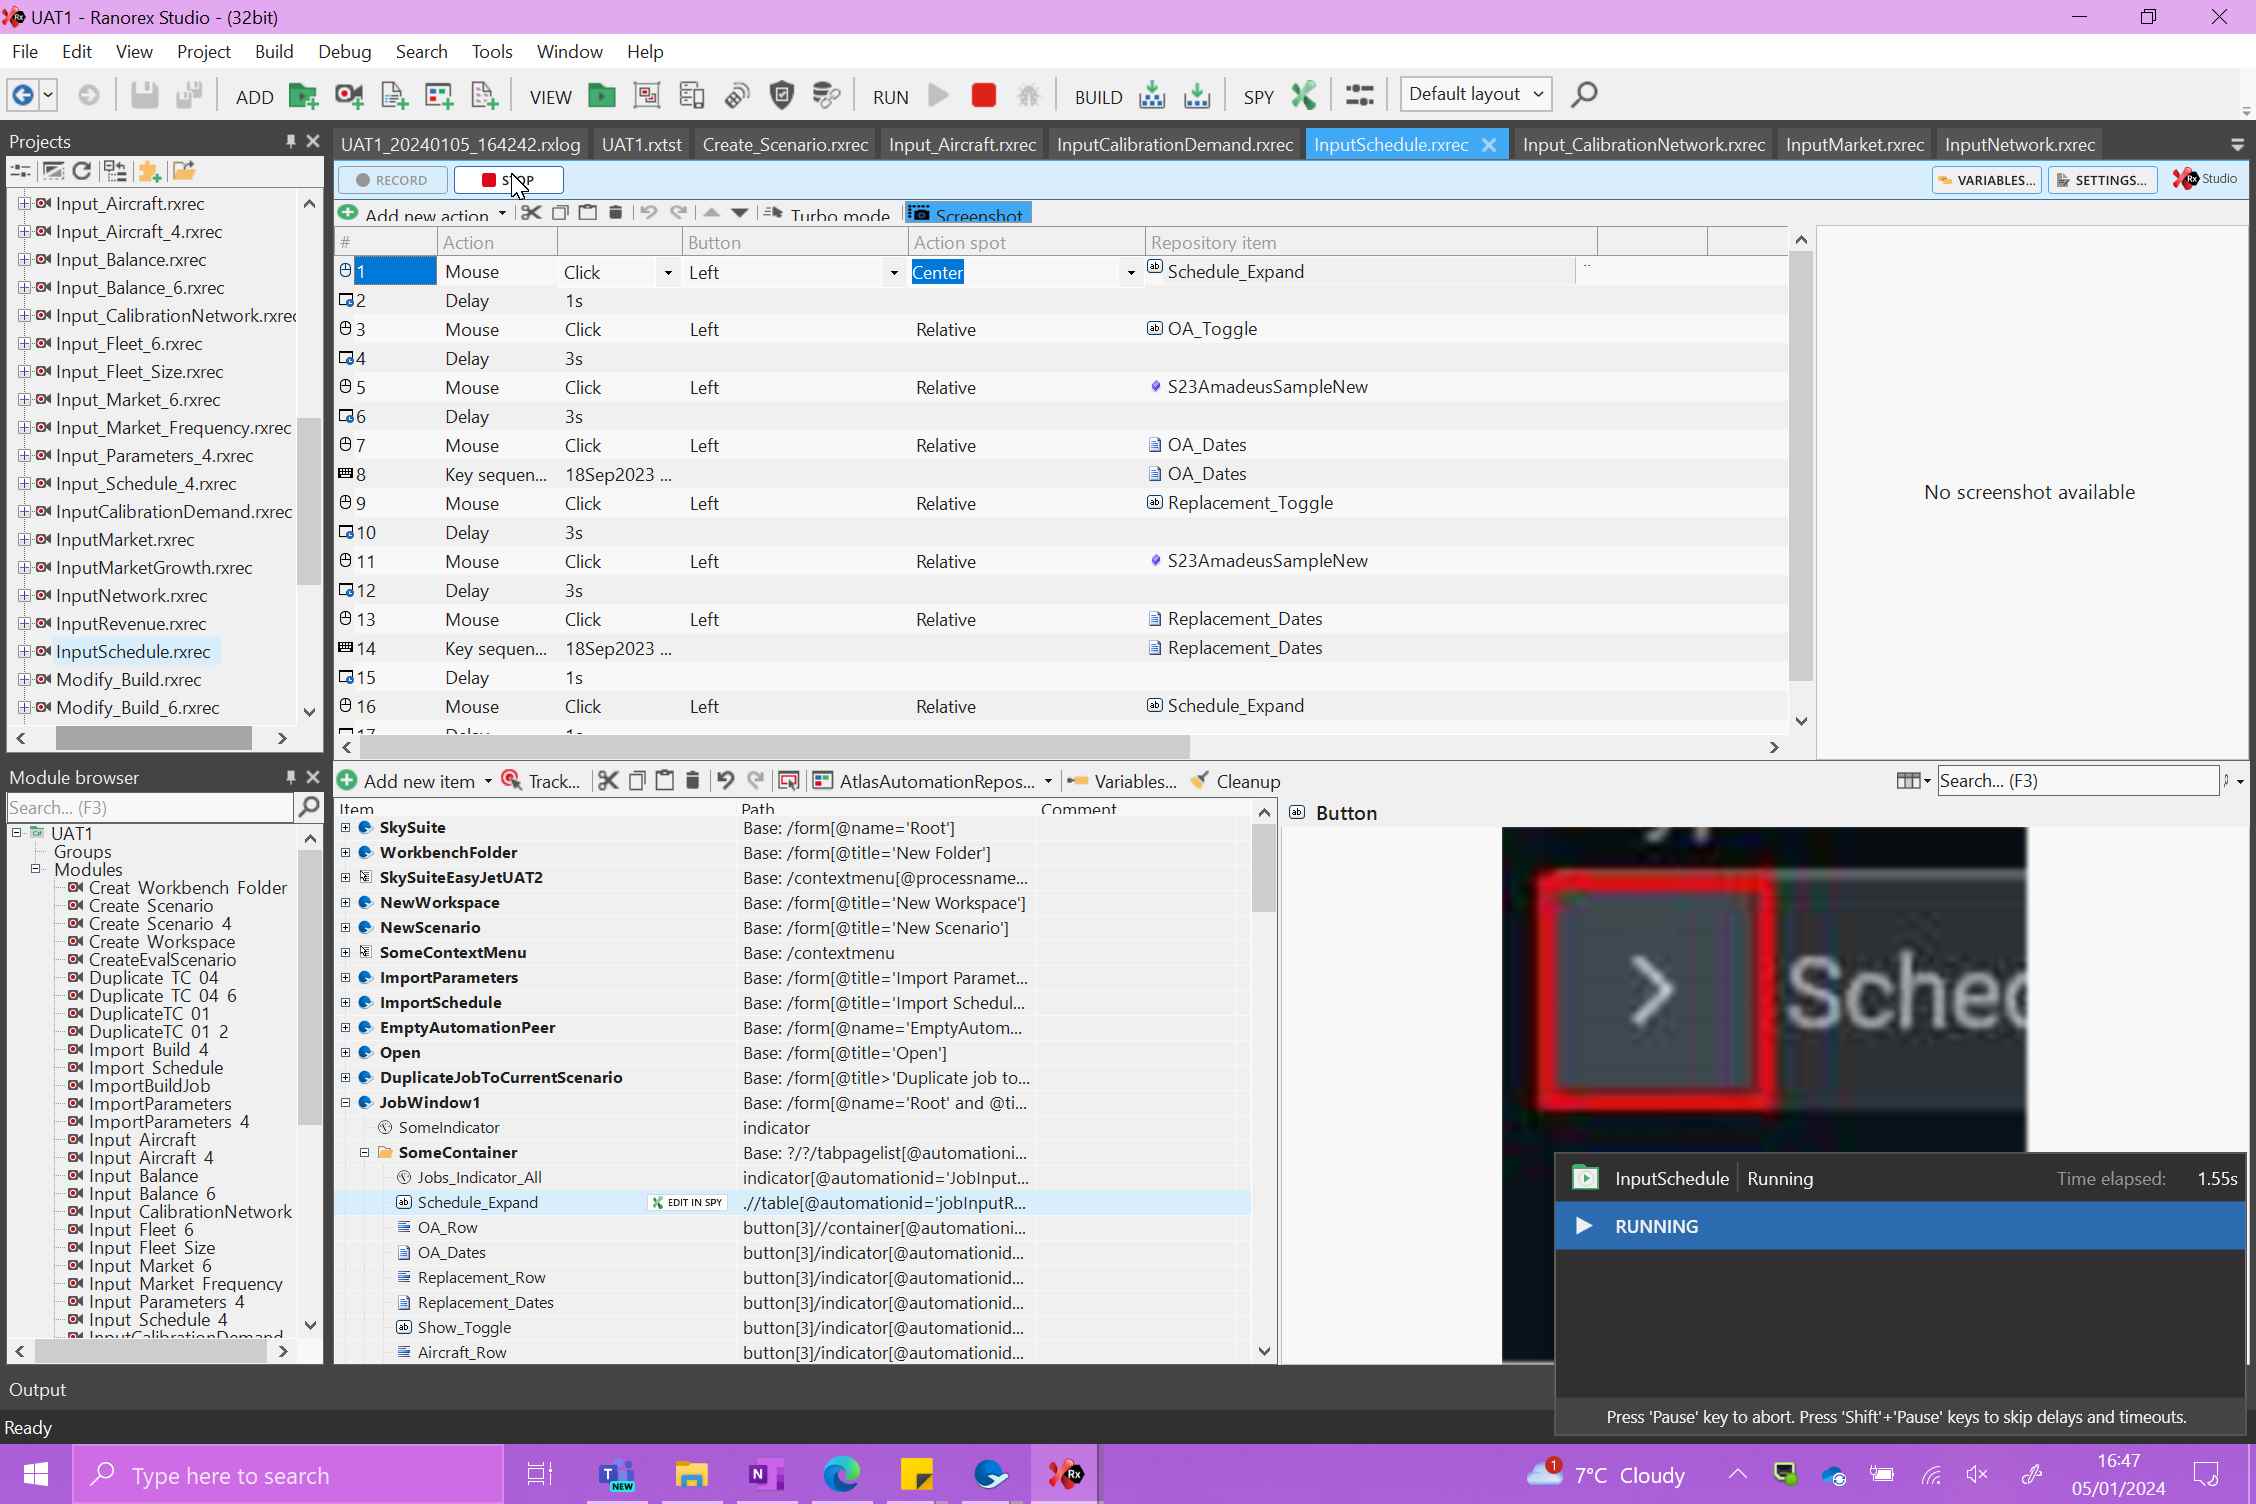 UAT1 - Ranorex Studio - (32bit)
File Edit View Project Build Debug Search Tools Window Help
ADD VIEW RUN BUILD SPY Default layout
Projects
UAT1_20240105_164242.rxlog UAT1.rxtst Create_Scenario.rxrec Input_Aircraft.rxrec InputCalibrationDemand.rxrec InputSchedule.rxrec Input_CalibrationNetwork.rxrec InputMarket.rxrec InputNetwork.rxrec
RECORD STOP VARIABLES... SETTINGS... Rx Studio
Add new action Turbo mode Screenshot
Input_Aircraft.rxrec
Input_Aircraft_4.rxrec
Input_Balance.rxrec
Input_Balance_6.rxrec
Input_CalibrationNetwork.rxrec
Input_Fleet_6.rxrec
Input_Fleet_Size.rxrec
Input_Market_6.rxrec
Input_Market_Frequency.rxrec
Input_Parameters_4.rxrec
Input_Schedule_4.rxrec
InputCalibrationDemand.rxrec
InputMarket.rxrec
InputMarketGrowth.rxrec
InputNetwork.rxrec
InputRevenue.rxrec
InputSchedule.rxrec
Modify_Build.rxrec
Modify_Build_6.rxrec
# Action Button Action spot Repository item
1 Mouse Click Left Center Schedule_Expand
2 Delay 1s
3 Mouse Click Left Relative OA_Toggle
4 Delay 3s
5 Mouse Click Left Relative S23AmadeusSampleNew
6 Delay 3s
7 Mouse Click Left Relative OA_Dates
8 Key sequen... 18Sep2023 ... OA_Dates
9 Mouse Click Left Relative Replacement_Toggle
10 Delay 3s
11 Mouse Click Left Relative S23AmadeusSampleNew
12 Delay 3s
13 Mouse Click Left Relative Replacement_Dates
14 Key sequen... 18Sep2023 ... Replacement_Dates
15 Delay 1s
16 Mouse Click Left Relative Schedule_Expand
17 Delay 1s
No screenshot available
Module browser
Search... (F3)
UAT1
Groups
Modules
Creat Workbench Folder
Create Scenario
Create Scenario 4
Create Workspace
CreateEvalScenario
Duplicate TC 04
Duplicate TC 04 6
DuplicateTC 01
DuplicateTC 01 2
Import Build 4
Import Schedule
ImportBuildJob
ImportParameters
ImportParameters 4
Input Aircraft
Input Aircraft 4
Input Balance
Input Balance 6
Input CalibrationNetwork
Input Fleet 6
Input Fleet Size
Input Market 6
Input Market Frequency
Input Parameters 4
Input Schedule 4
InputCalibrationDemand
Add new item Track... AtlasAutomationRepos... Variables... Cleanup Search... (F3)
Item Path Comment
SkySuite Base: /form[@name='Root']
WorkbenchFolder Base: /form[@title='New Folder']
SkySuiteEasyJetUAT2 Base: /contextmenu[@processname...
NewWorkspace Base: /form[@title='New Workspace']
NewScenario Base: /form[@title='New Scenario']
SomeContextMenu Base: /contextmenu
ImportParameters Base: /form[@title='Import Paramet...
ImportSchedule Base: /form[@title='Import Schedul...
EmptyAutomationPeer Base: /form[@name='EmptyAutom...
Open Base: /form[@title='Open']
DuplicateJobToCurrentScenario Base: /form[@title>'Duplicate job to...
JobWindow1 Base: /form[@name='Root' and @ti...
SomeIndicator indicator
SomeContainer Base: ?/?/tabpagelist[@automationi...
Jobs_Indicator_All indicator[@automationid='JobInput...
Schedule_Expand EDIT IN SPY .//table[@automationid='jobInputR...
OA_Row button[3]//container[@automationi...
OA_Dates button[3]/indicator[@automationid...
Replacement_Row button[3]/indicator[@automationid...
Replacement_Dates button[3]/indicator[@automationid...
Show_Toggle button[3]/indicator[@automationid...
Aircraft_Row button[3]/indicator[@automationid...
Button
Sched
InputSchedule Running Time elapsed: 1.55s
RUNNING
Press 'Pause' key to abort. Press 'Shift'+'Pause' keys to skip delays and timeouts.
Output
Ready
Type here to search
NEW
1 7°C Cloudy
16:47
05/01/2024